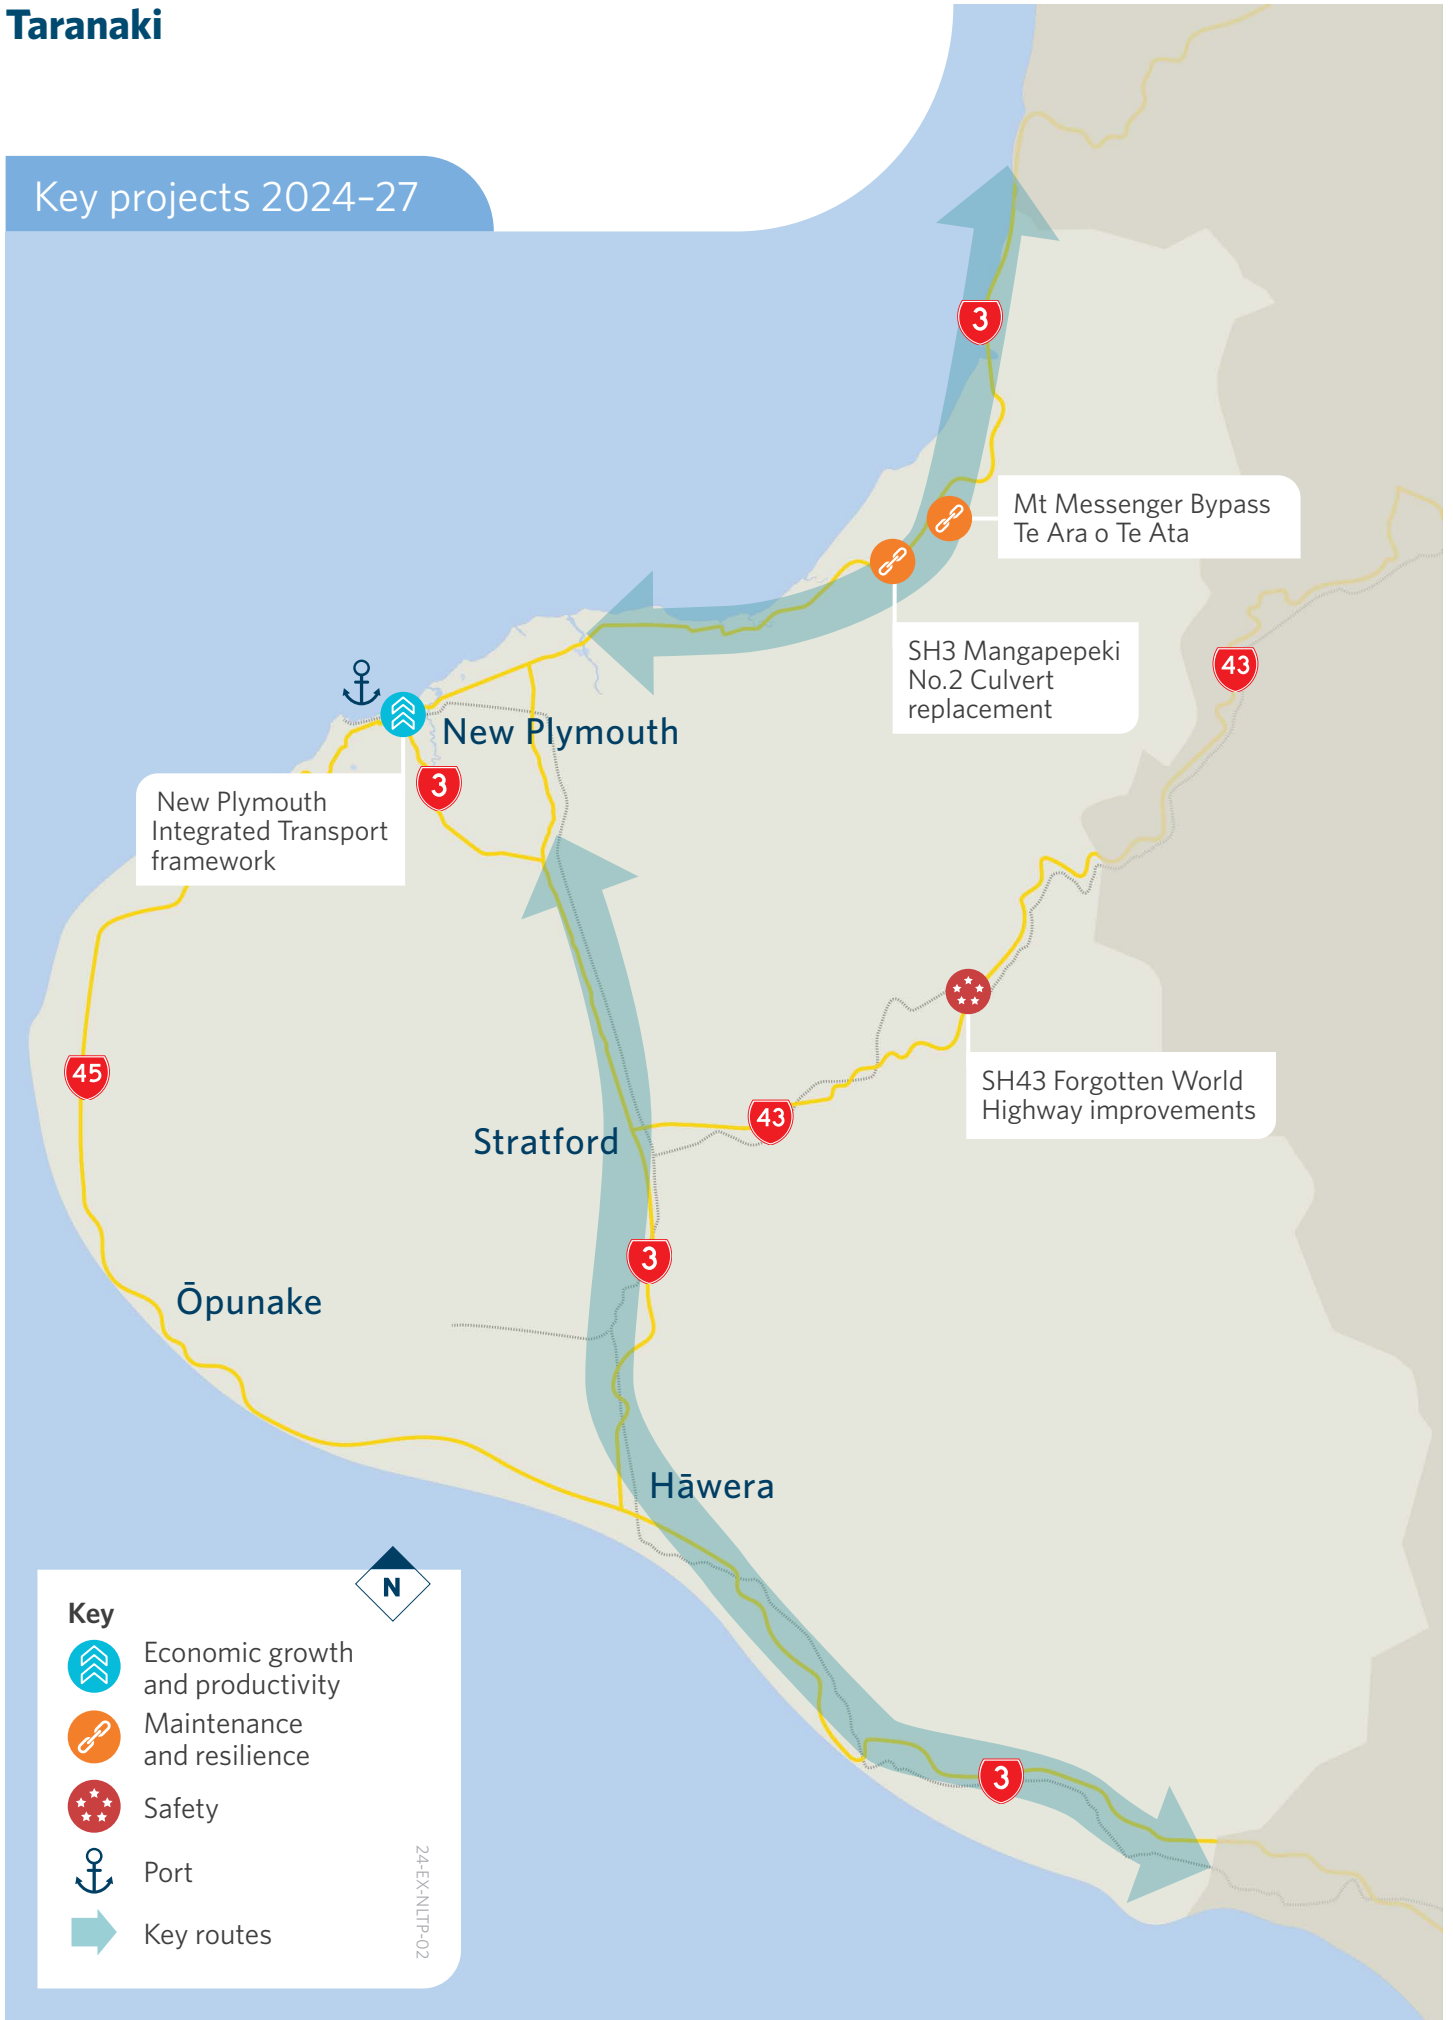 Taranaki
Key projects 2024–27
3
Mt Messenger Bypass
Te Ara o Te Ata
SH3 Mangapepeki
No.2 Culvert
replacement
43
New Plymouth
3
New Plymouth
Integrated Transport
framework
45
SH43 Forgotten World
Highway improvements
43
Stratford
3
Ōpunake
Hāwera
3
N
Key
Economic growth
and productivity
Maintenance
and resilience
Safety
Port
Key routes
24-EX-NLTP-02